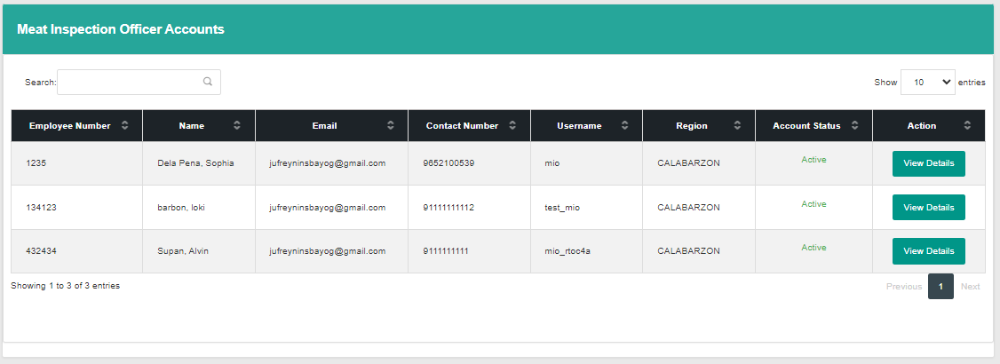 Meat Inspection Officer Accounts
Search:
Show 10 entries
Employee Number Name Email Contact Number Username Region Account Status Action
1235 Dela Pena, Sophia jufreyninsbayog@gmail.com 9652100539 mio CALABARZON Active View Details
134123 barbon, loki jufreyninsbayog@gmail.com 91111111112 test_mio CALABARZON Active View Details
432434 Supan, Alvin jufreyninsbayog@gmail.com 9111111111 mio_rtoc4a CALABARZON Active View Details
Showing 1 to 3 of 3 entries
Previous 1 Next